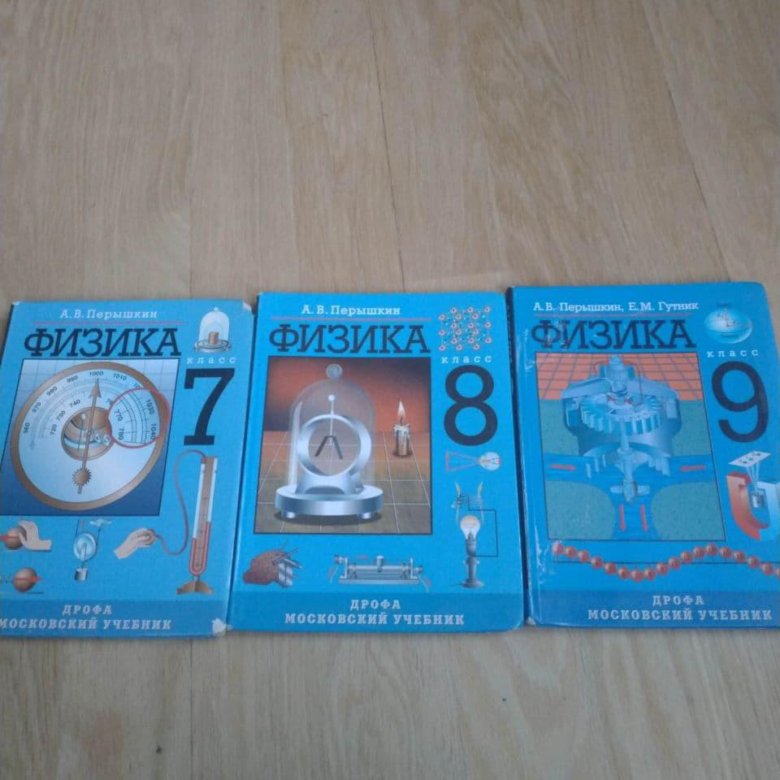 А. В. Перышкин
ФИЗИКА
класс
7
ДРОФА
МОСКОВСКИЙ УЧЕБНИК
А. В. Перышкин
ФИЗИКА
класс
8
ДРОФА
МОСКОВСКИЙ УЧЕБНИК
А. В. Перышкин, Е. М. Гутник
ФИЗИКА
класс
9
ДРОФА
МОСКОВСКИЙ УЧЕБНИК